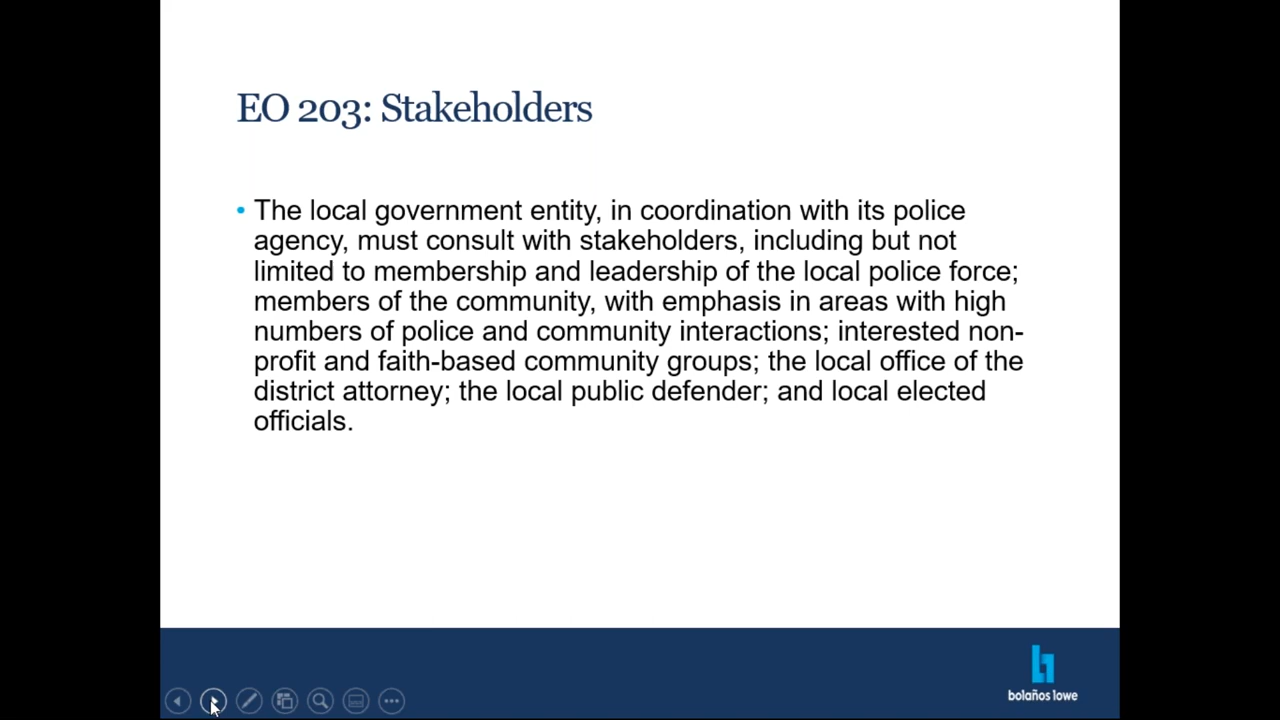 EO 203: Stakeholders
• The local government entity, in coordination with its police
agency, must consult with stakeholders, including but not
limited to membership and leadership of the local police force;
members of the community, with emphasis in areas with high
numbers of police and community interactions; interested non-
profit and faith-based community groups; the local office of the
district attorney; the local public defender; and local elected
officials.
bolaños lowe